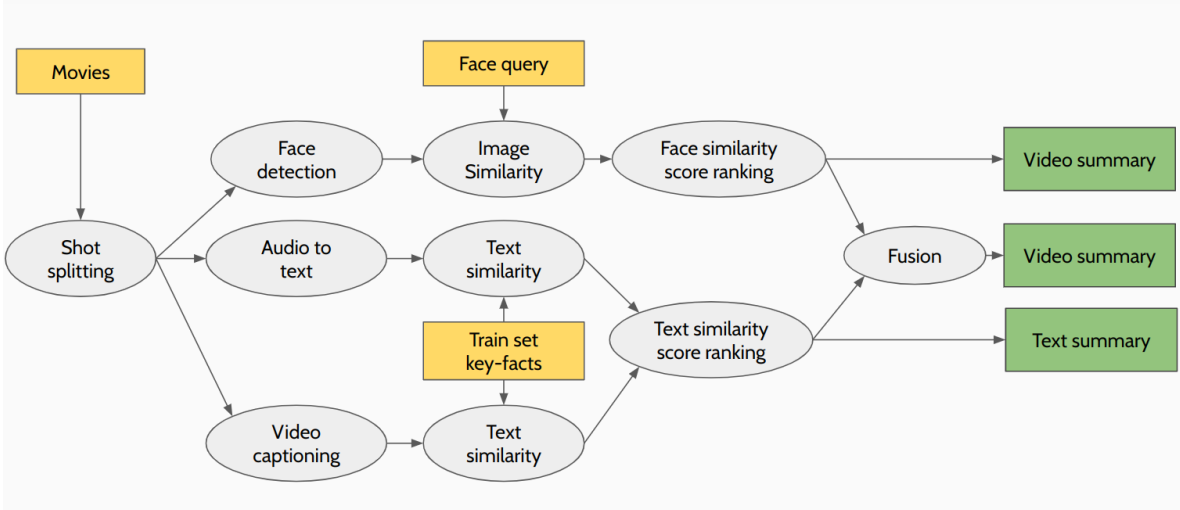 Movies
Face query
Face
detection
Image
Similarity
Face similarity
score ranking
Video summary
Shot
splitting
Audio to
text
Text
similarity
Fusion
Video summary
Train set
key-facts
Text similarity
score ranking
Text summary
Video
captioning
Text
similarity